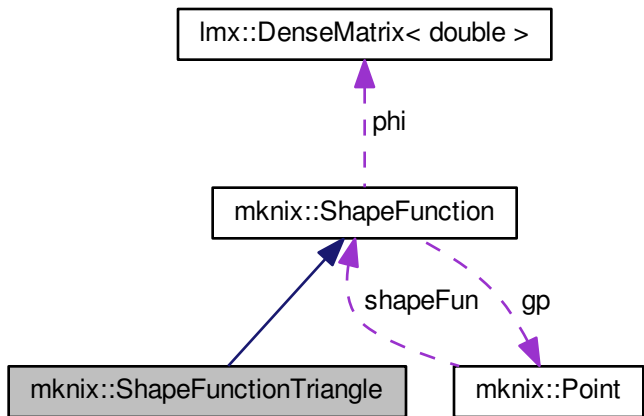 lmx::DenseMatrix< double >
phi
mknix::ShapeFunction
shapeFun
gp
mknix::ShapeFunctionTriangle
mknix::Point